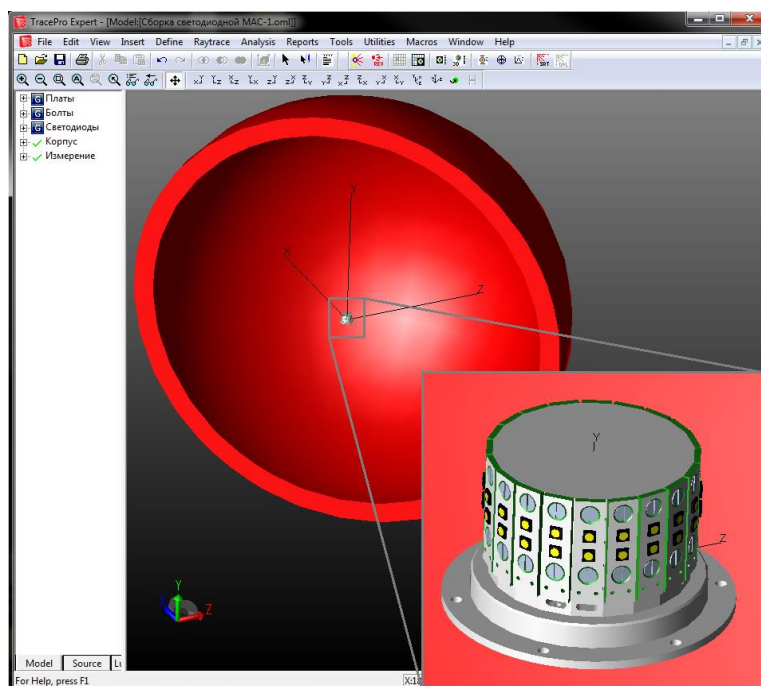 TracePro Expert - [Model:[Сборка светодиодной МАС-1.oml]]
File Edit View Insert Define Raytrace Analysis Reports Tools Utilities Macros Window Help
Платы
Болты
Светодиоды
Корпус
Измерение
Y
X
Z
Y
Z
Y
X
Z
Model Source
For Help, press F1